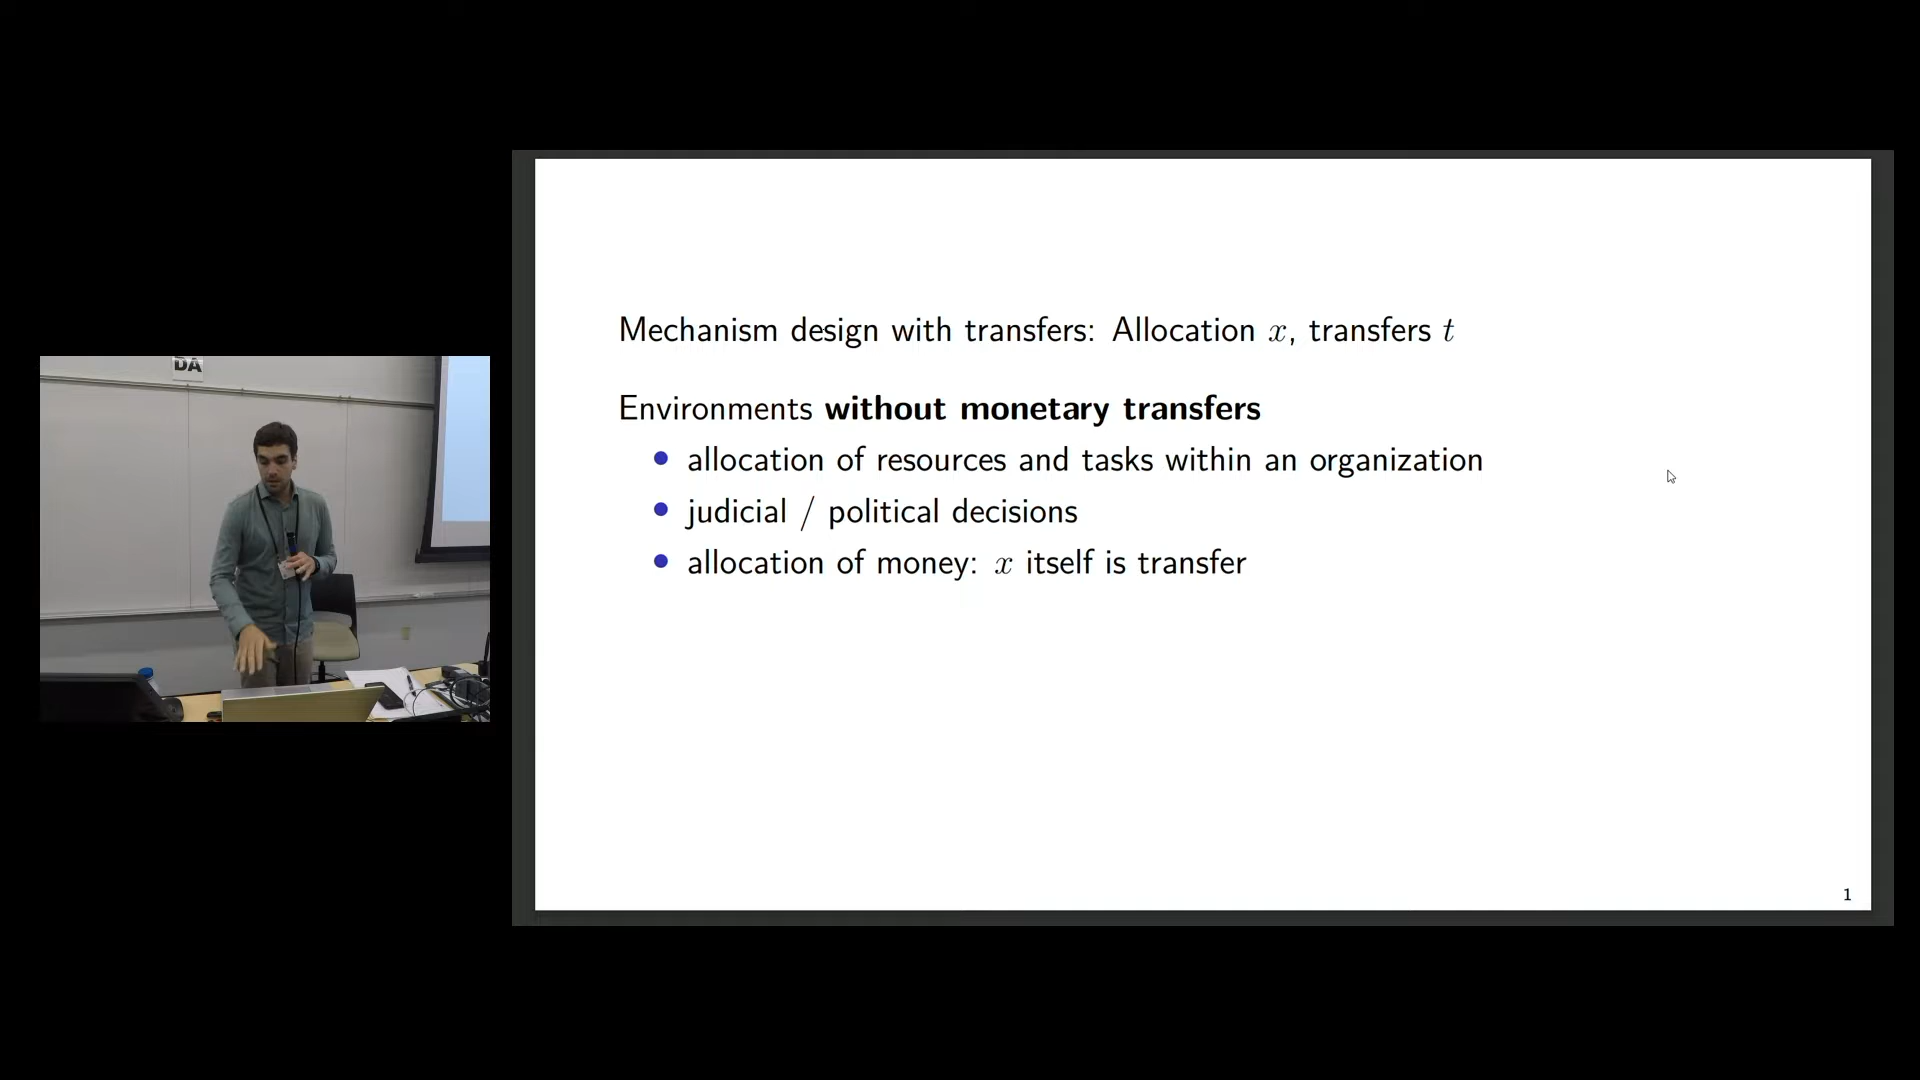 DA
Mechanism design with transfers: Allocation x, transfers t
Environments without monetary transfers
• allocation of resources and tasks within an organization
• judicial / political decisions
• allocation of money: x itself is transfer
1